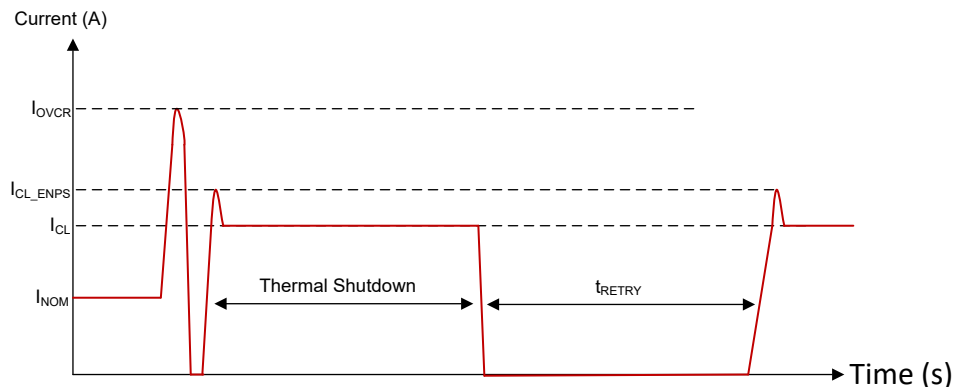 Current (A)
IOVCR
ICL_ENPS
ICL
Thermal Shutdown
tRETRY
INOM
Time (s)